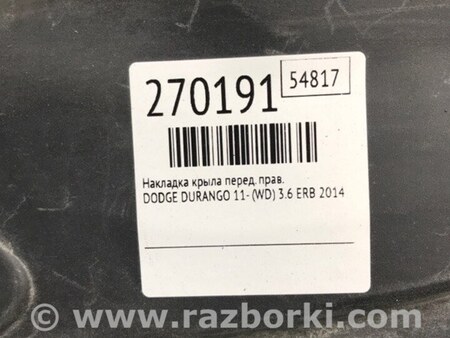 270191
54817
Накладка крыла перед. прав.
DODGE DURANGO 11- (WD) 3.6 ERB 2014
© www.razborki.com